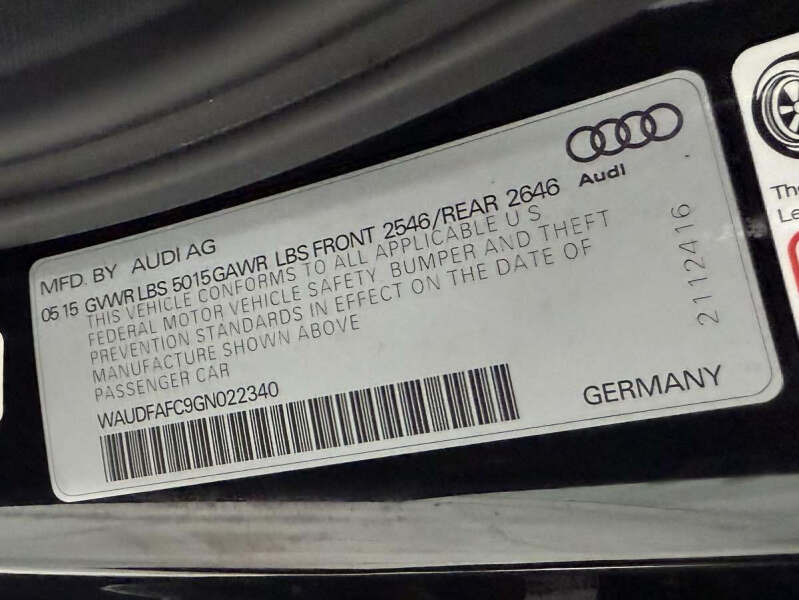 Audi
MFD. BY AUDI AG
05 15 GVWR LBS 5015 GAWR LBS FRONT 2546/REAR 2646
THIS VEHICLE CONFORMS TO ALL APPLICABLE U S
FEDERAL MOTOR VEHICLE SAFETY, BUMPER AND THEFT
PREVENTION STANDARDS IN EFFECT ON THE DATE OF
MANUFACTURE SHOWN ABOVE
PASSENGER CAR
WAUDFAFC9GN022340
GERMANY
2112416
The
Le